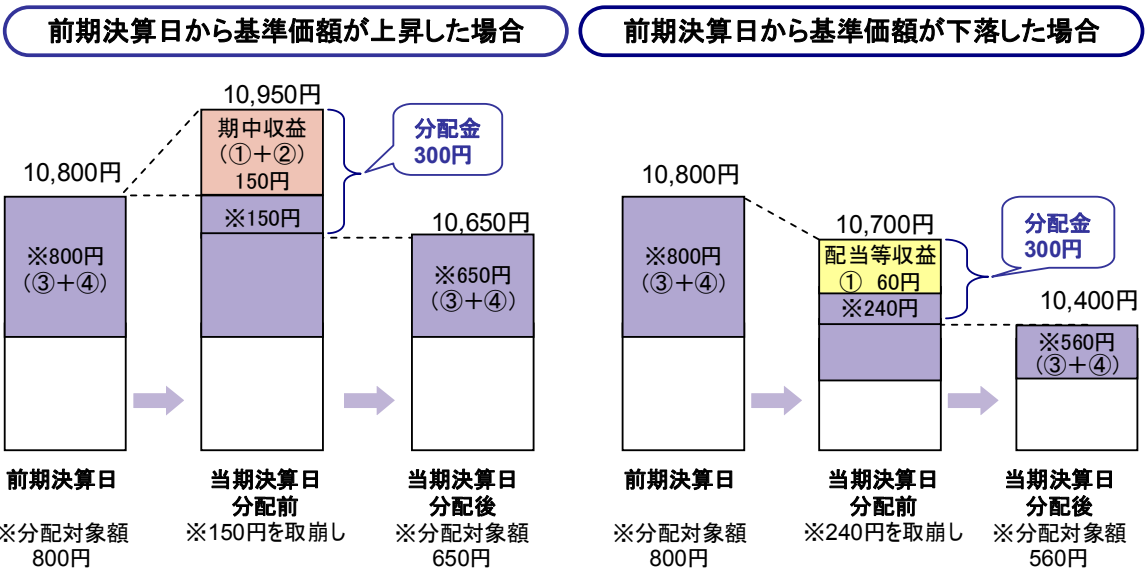 前期決算日から基準価額が上昇した場合
10,950円
期中収益
（①＋②）
150円
分配金
300円
10,800円
※150円
10,650円
※800円
（③＋④）
※650円
（③＋④）
前期決算日
当期決算日
分配前
当期決算日
分配後
※分配対象額
800円
※150円を取崩し
※分配対象額
650円
前期決算日から基準価額が下落した場合
10,800円
10,700円
分配金
300円
※800円
（③＋④）
配当等収益
① 60円
※240円
10,400円
※560円
（③＋④）
前期決算日
当期決算日
分配前
当期決算日
分配後
※分配対象額
800円
※240円を取崩し
※分配対象額
560円